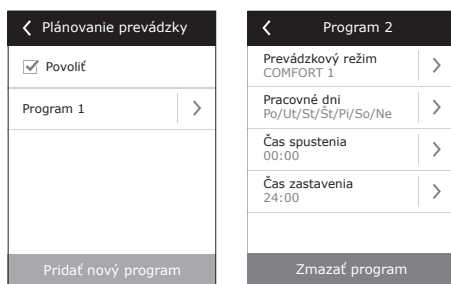 Plánovanie prevádzky
Povoliť
Program 1
Pridať nový program
Program 2
Prevádzkový režim
COMFORT 1
Pracovné dni
Po/Ut/St/Št/Pi/So/Ne
Čas spustenia
00:00
Čas zastavenia
24:00
Zmazať program